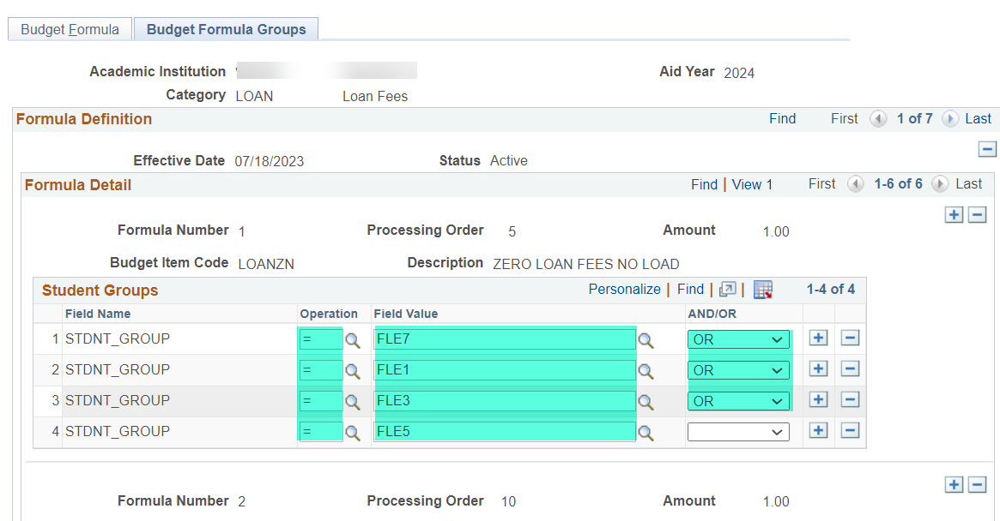 Budget Formula Budget Formula Groups
Academic Institution Aid Year 2024
Category LOAN Loan Fees
Formula Definition Find First 1 of 7 Last
Effective Date 07/18/2023 Status Active
Formula Detail Find | View 1 First 1-6 of 6 Last
Formula Number 1 Processing Order 5 Amount 1.00
Budget Item Code LOANZN Description ZERO LOAN FEES NO LOAD
Student Groups Personalize | Find | | 1-4 of 4
Field Name Operation Field Value AND/OR
1 STDNT_GROUP = FLE7 OR
2 STDNT_GROUP = FLE1 OR
3 STDNT_GROUP = FLE3 OR
4 STDNT_GROUP = FLE5
Formula Number 2 Processing Order 10 Amount 1.00